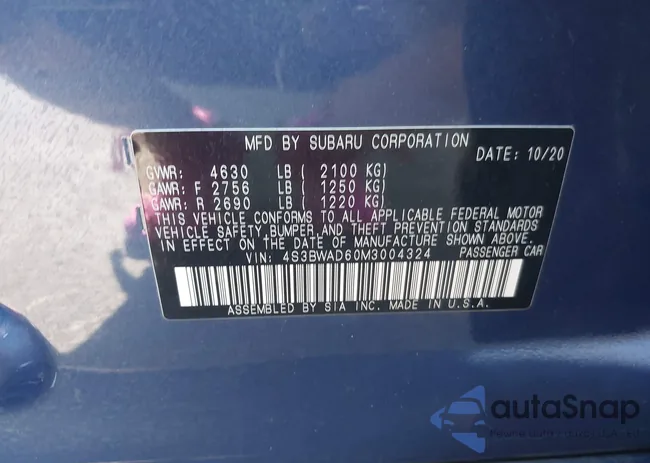 MFD BY SUBARU CORPORATION
DATE: 10/20
GVWR: 4630 LB ( 2100 KG)
GAWR: F 2756 LB ( 1250 KG)
GAWR: R 2690 LB ( 1220 KG)
THIS VEHICLE CONFORMS TO ALL APPLICABLE FEDERAL MOTOR
VEHICLE SAFETY, BUMPER, AND THEFT PREVENTION STANDARDS
IN EFFECT ON THE DATE OF MANUFACTURE SHOWN ABOVE.
VIN: 4S3BWAD60M3004324 PASSENGER CAR
ASSEMBLED BY SIA INC. MADE IN U.S.A.
autoSnap